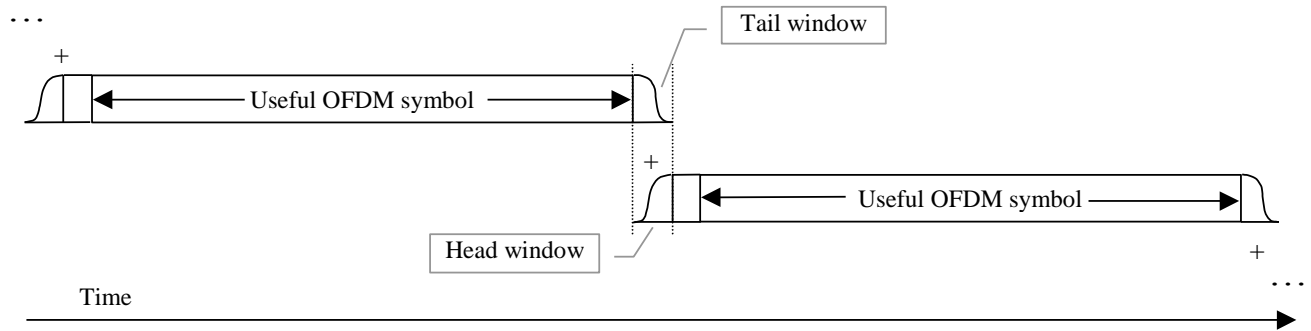 ...
Tail window
+
Useful OFDM symbol
+
Useful OFDM symbol
Head window
+
...
Time